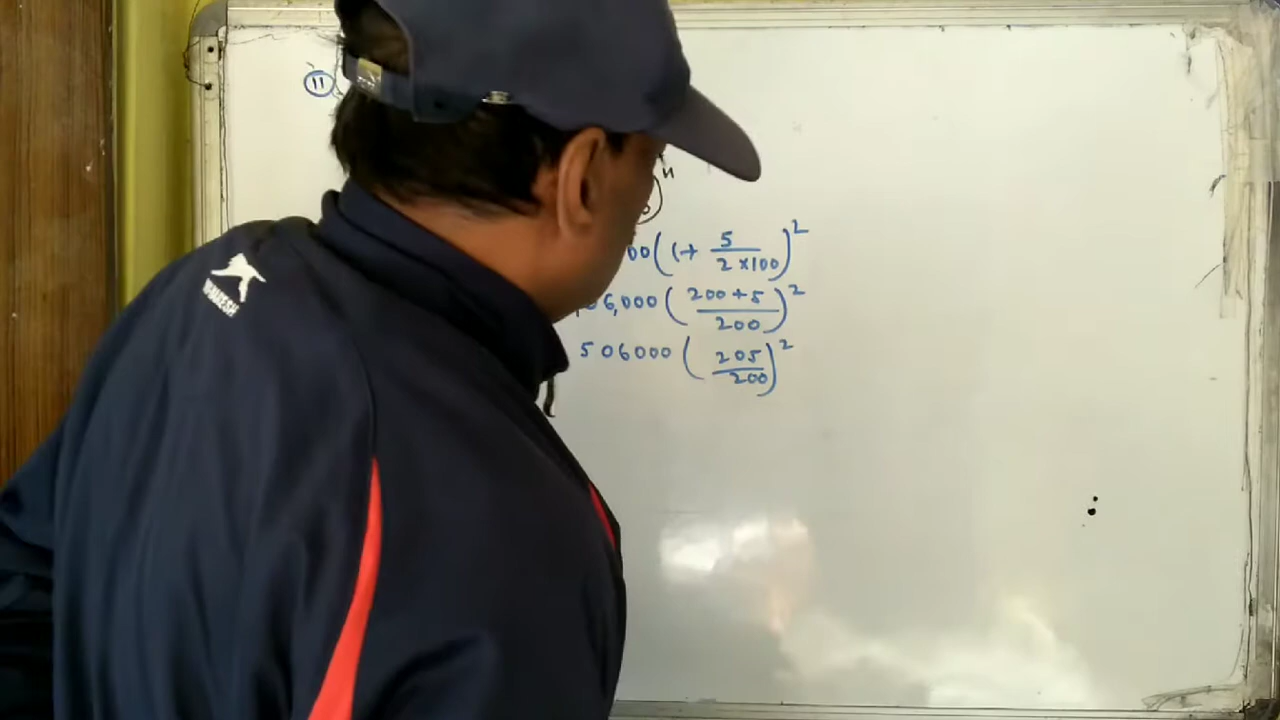 11
n
00(1+ 5/2×100)²
06,000 (200+5/200)²
506000 (205/200)²